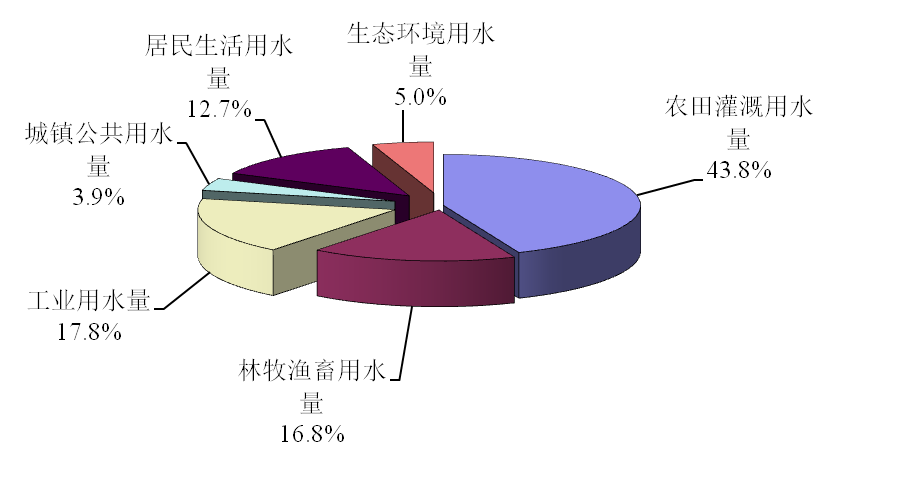 生态环境用水
量
5.0%
居民生活用水
量
12.7%
农田灌溉用水
量
43.8%
城镇公共用水
量
3.9%
工业用水量
17.8%
林牧渔畜用水
量
16.8%